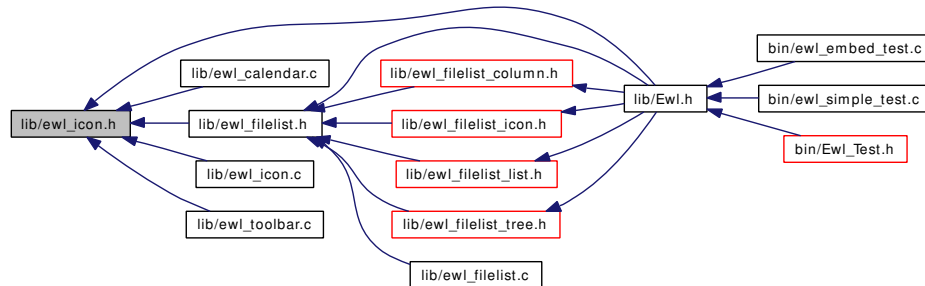 lib/ewl_icon.h
lib/ewl_calendar.c
lib/ewl_filelist.h
lib/ewl_icon.c
lib/ewl_toolbar.c
lib/ewl_filelist_column.h
lib/ewl_filelist_icon.h
lib/ewl_filelist_list.h
lib/ewl_filelist_tree.h
lib/ewl_filelist.c
lib/Ewl.h
bin/ewl_embed_test.c
bin/ewl_simple_test.c
bin/Ewl_Test.h